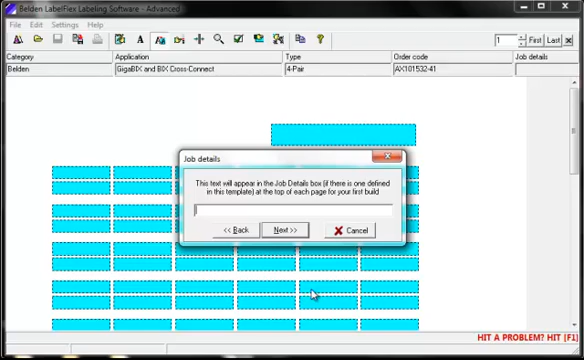 Belden LabelFlex Labeling Software - Advanced
File Edit Settings Help
A
1 First Last
Category Application Type Order code Job details
Belden GigaBIX and BIX Cross-Connect 4-Pair AX101532-41
Job details
This text will appear in the Job Details box (if there is one defined
in this template) at the top of each page for your first build
<< Back Next >> Cancel
HIT A PROBLEM? HIT [F1]